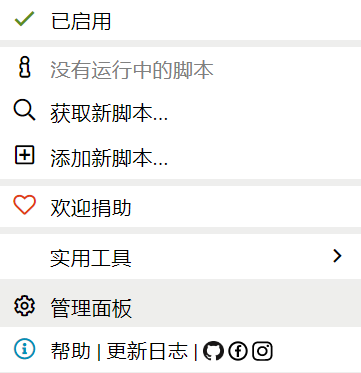 已启用
没有运行中的脚本
获取新脚本...
添加新脚本...
欢迎捐助
实用工具
管理面板
帮助 | 更新日志 |